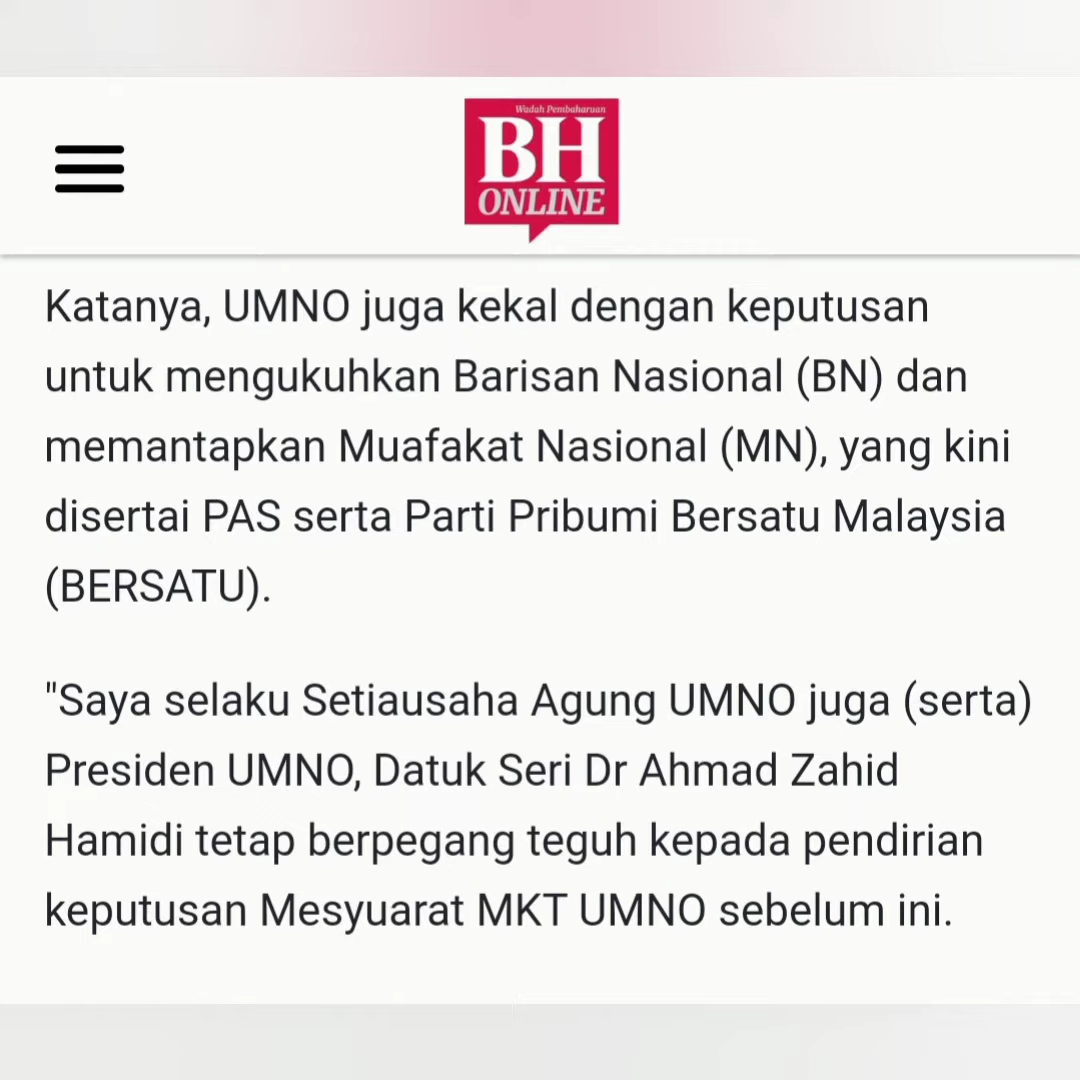 Wadah Pembaharuan
BH
ONLINE
Katanya, UMNO juga kekal dengan keputusan
untuk mengukuhkan Barisan Nasional (BN) dan
memantapkan Muafakat Nasional (MN), yang kini
disertai PAS serta Parti Pribumi Bersatu Malaysia
(BERSATU).
"Saya selaku Setiausaha Agung UMNO juga (serta)
Presiden UMNO, Datuk Seri Dr Ahmad Zahid
Hamidi tetap berpegang teguh kepada pendirian
keputusan Mesyuarat MKT UMNO sebelum ini.